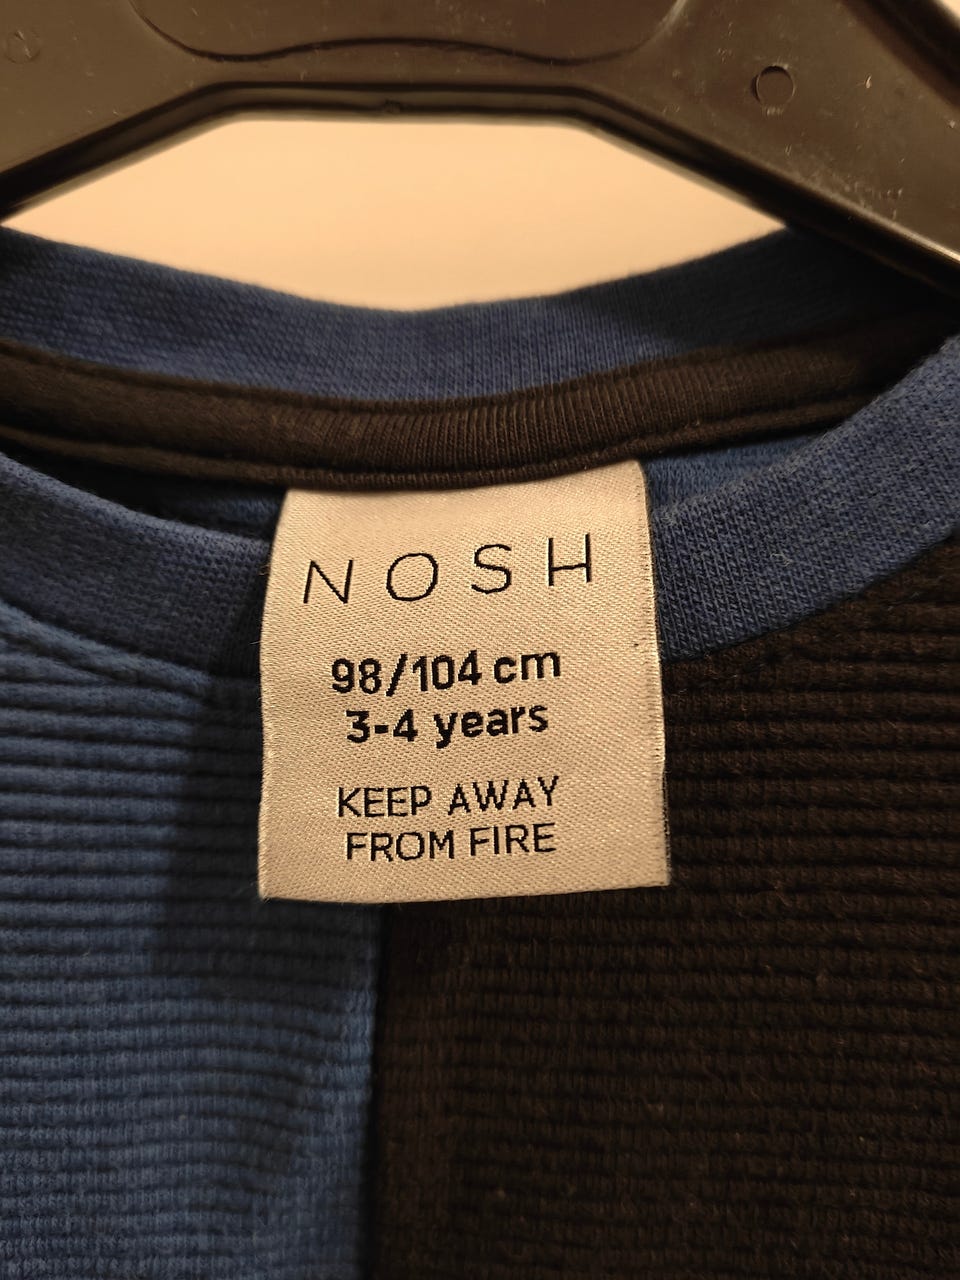 NOSH
98/104 cm
3-4 years
KEEP AWAY
FROM FIRE